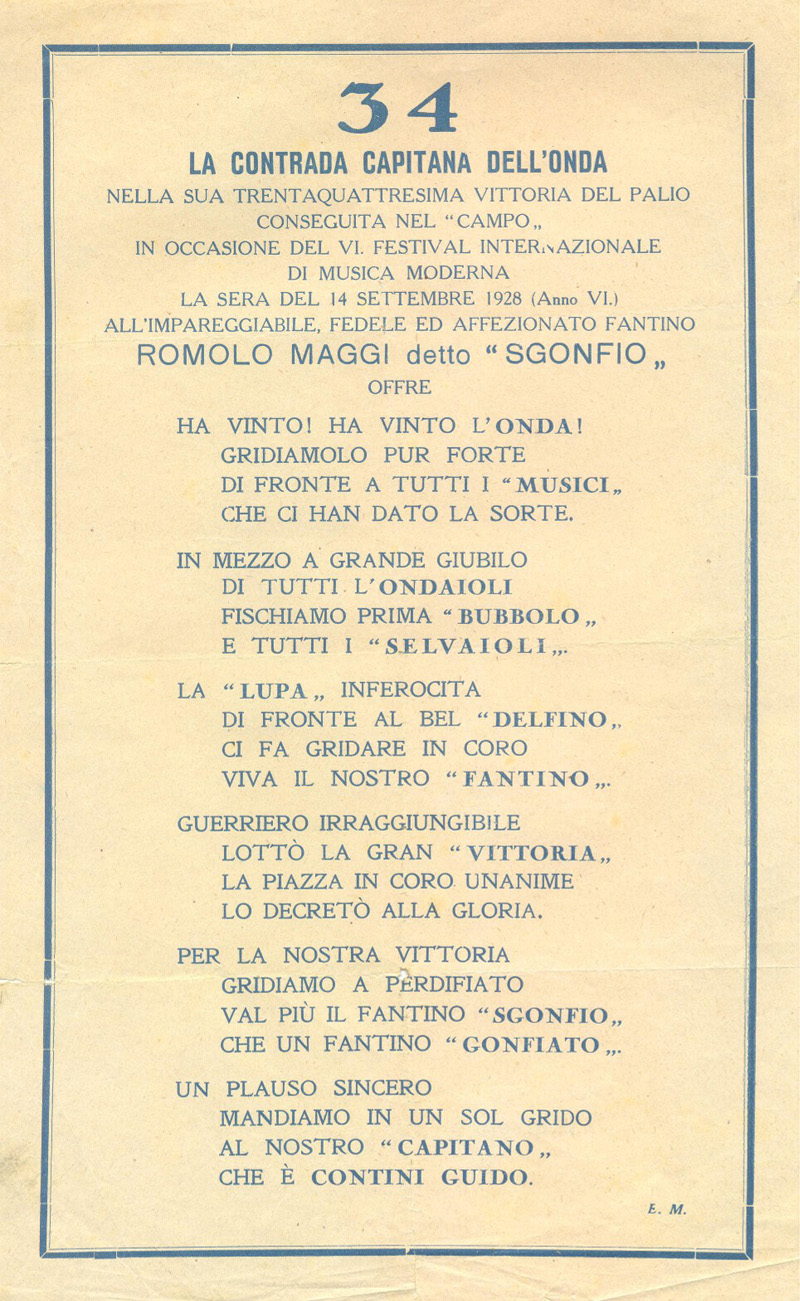 34
LA CONTRADA CAPITANA DELL'ONDA
NELLA SUA TRENTAQUATTRESIMA VITTORIA DEL PALIO
CONSEGUITA NEL "CAMPO„
IN OCCASIONE DEL VI. FESTIVAL INTERNAZIONALE
DI MUSICA MODERNA
LA SERA DEL 14 SETTEMBRE 1928 (Anno VI.)
ALL'IMPAREGGIABILE, FEDELE ED AFFEZIONATO FANTINO
ROMOLO MAGGI detto "SGONFIO„
OFFRE
HA VINTO! HA VINTO L'ONDA!
GRIDIAMOLO PUR FORTE
DI FRONTE A TUTTI I "MUSICI„
CHE CI HAN DATO LA SORTE.
IN MEZZO A GRANDE GIUBILO
DI TUTTI L'ONDAIOLI
FISCHIAMO PRIMA "BUBBOLO„
E TUTTI I "SELVAIOLI„.
LA "LUPA„ INFEROCITA
DI FRONTE AL BEL "DELFINO„
CI FA GRIDARE IN CORO
VIVA IL NOSTRO "FANTINO„.
GUERRIERO IRRAGGIUNGIBILE
LOTTÒ LA GRAN "VITTORIA„
LA PIAZZA IN CORO UNANIME
LO DECRETÒ ALLA GLORIA.
PER LA NOSTRA VITTORIA
GRIDIAMO A PERDIFIATO
VAL PIÙ IL FANTINO "SGONFIO„
CHE UN FANTINO "GONFIATO„.
UN PLAUSO SINCERO
MANDIAMO IN UN SOL GRIDO
AL NOSTRO "CAPITANO„
CHE È CONTINI GUIDO.
E. M.